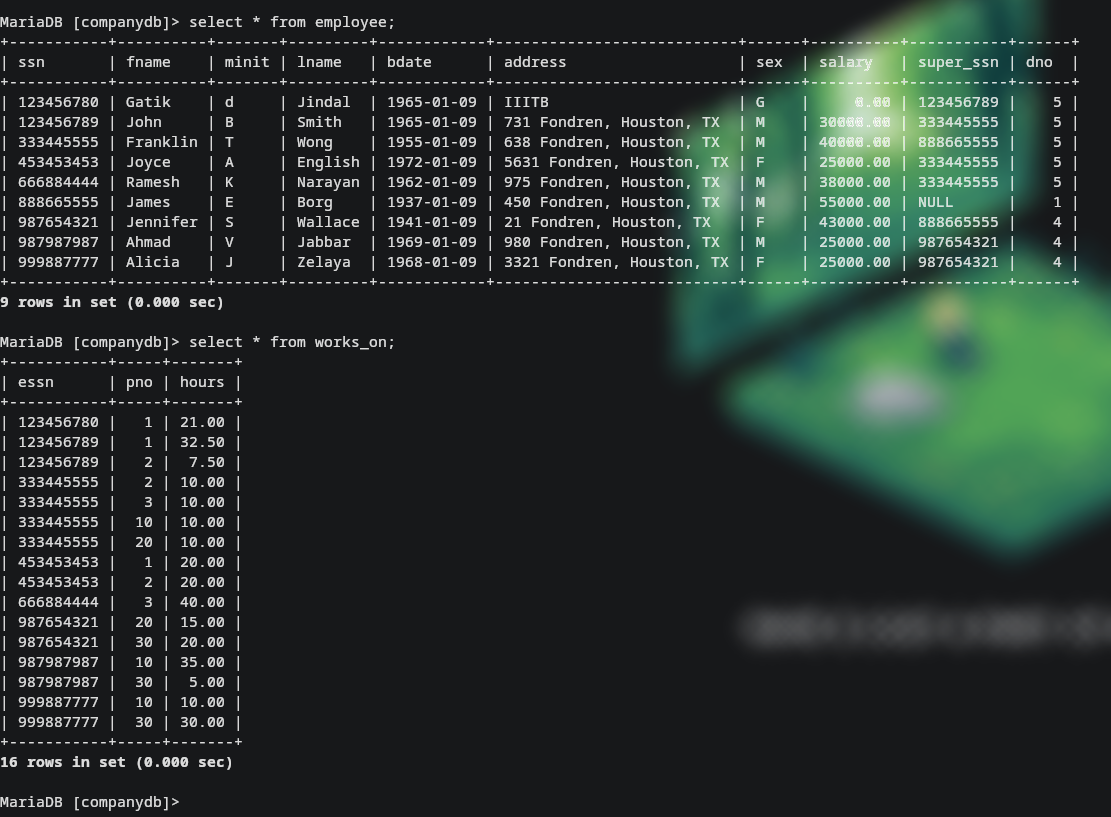 MariaDB [companydb]> select * from employee;
+-----------+----------+-------+---------+------------+---------------------------+------+----------+-----------+------+
| ssn       | fname    | minit | lname   | bdate      | address                   | sex  | salary   | super_ssn | dno  |
+-----------+----------+-------+---------+------------+---------------------------+------+----------+-----------+------+
| 123456780 | Gatik    | d     | Jindal  | 1965-01-09 | IIITB                     | G    |     0.00 | 123456789 |    5 |
| 123456789 | John     | B     | Smith   | 1965-01-09 | 731 Fondren, Houston, TX  | M    | 30000.00 | 333445555 |    5 |
| 333445555 | Franklin | T     | Wong    | 1955-01-09 | 638 Fondren, Houston, TX  | M    | 40000.00 | 888665555 |    5 |
| 453453453 | Joyce    | A     | English | 1972-01-09 | 5631 Fondren, Houston, TX | F    | 25000.00 | 333445555 |    5 |
| 666884444 | Ramesh   | K     | Narayan | 1962-01-09 | 975 Fondren, Houston, TX  | M    | 38000.00 | 333445555 |    5 |
| 888665555 | James    | E     | Borg    | 1937-01-09 | 450 Fondren, Houston, TX  | M    | 55000.00 | NULL      |    1 |
| 987654321 | Jennifer | S     | Wallace | 1941-01-09 | 21 Fondren, Houston, TX   | F    | 43000.00 | 888665555 |    4 |
| 987987987 | Ahmad    | V     | Jabbar  | 1969-01-09 | 980 Fondren, Houston, TX  | M    | 25000.00 | 987654321 |    4 |
| 999887777 | Alicia   | J     | Zelaya  | 1968-01-09 | 3321 Fondren, Houston, TX | F    | 25000.00 | 987654321 |    4 |
+-----------+----------+-------+---------+------------+---------------------------+------+----------+-----------+------+
9 rows in set (0.000 sec)
MariaDB [companydb]> select * from works_on;
+-----------+-----+-------+
| essn      | pno | hours |
+-----------+-----+-------+
| 123456780 |   1 | 21.00 |
| 123456789 |   1 | 32.50 |
| 123456789 |   2 |  7.50 |
| 333445555 |   2 | 10.00 |
| 333445555 |   3 | 10.00 |
| 333445555 |  10 | 10.00 |
| 333445555 |  20 | 10.00 |
| 453453453 |   1 | 20.00 |
| 453453453 |   2 | 20.00 |
| 666884444 |   3 | 40.00 |
| 987654321 |  20 | 15.00 |
| 987654321 |  30 | 20.00 |
| 987987987 |  10 | 35.00 |
| 987987987 |  30 |  5.00 |
| 999887777 |  10 | 10.00 |
| 999887777 |  30 | 30.00 |
+-----------+-----+-------+
16 rows in set (0.000 sec)
MariaDB [companydb]>